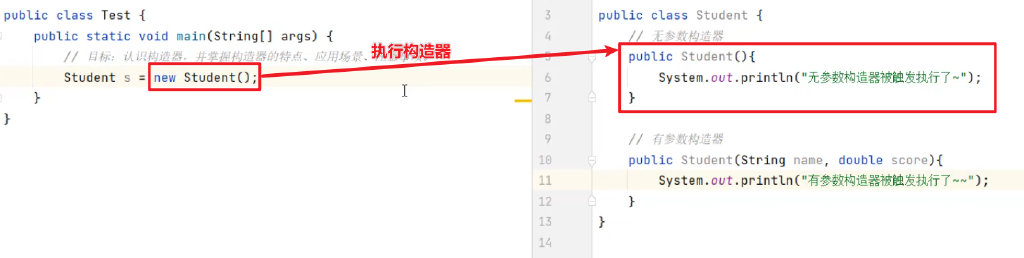 public class Test {
public static void main(String[] args) {
// 目标：认识构造器，并掌握构造器的特点、应用场景、
Student s = new Student();
}
}
执行构造器
3 public class Student {
4 // 无参数构造器
public Student(){
6 System.out.println("无参数构造器被触发执行了~");
7 }
8
9 // 有参数构造器
10 public Student(String name, double score){
11 System.out.println("有参数构造器被触发执行了~~");
12 }
13 }
14